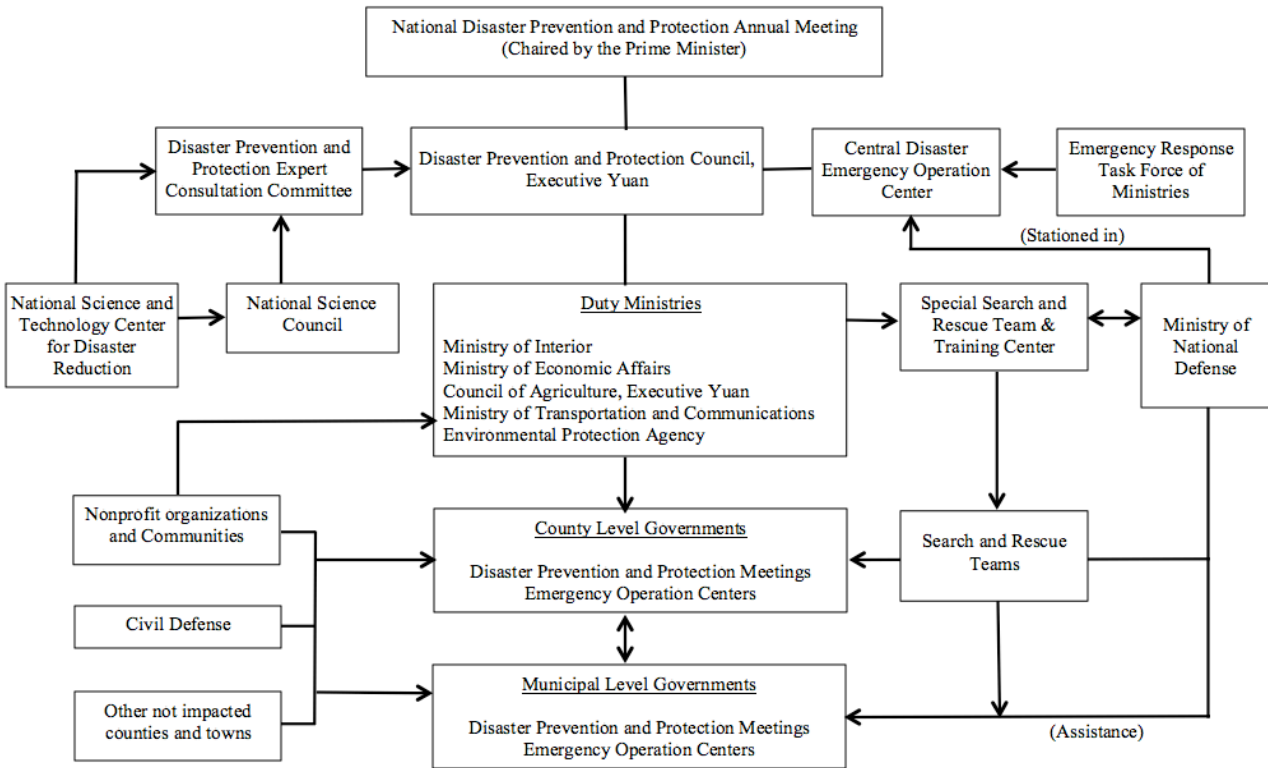 National Disaster Prevention and Protection Annual Meeting
(Chaired by the Prime Minister)
Disaster Prevention and
Protection Expert
Consultation Committee
Disaster Prevention and Protection Council,
Executive Yuan
Central Disaster
Emergency Operation
Center
Emergency Response
Task Force of
Ministries
(Stationed in)
National Science and
Technology Center
for Disaster
Reduction
National Science
Council
Duty Ministries
Ministry of Interior
Ministry of Economic Affairs
Council of Agriculture, Executive Yuan
Ministry of Transportation and Communications
Environmental Protection Agency
Special Search and
Rescue Team &
Training Center
Ministry of
National
Defense
Nonprofit organizations
and Communities
County Level Governments
Disaster Prevention and Protection Meetings
Emergency Operation Centers
Search and Rescue
Teams
Civil Defense
Other not impacted
counties and towns
Municipal Level Governments
Disaster Prevention and Protection Meetings
Emergency Operation Centers
(Assistance)